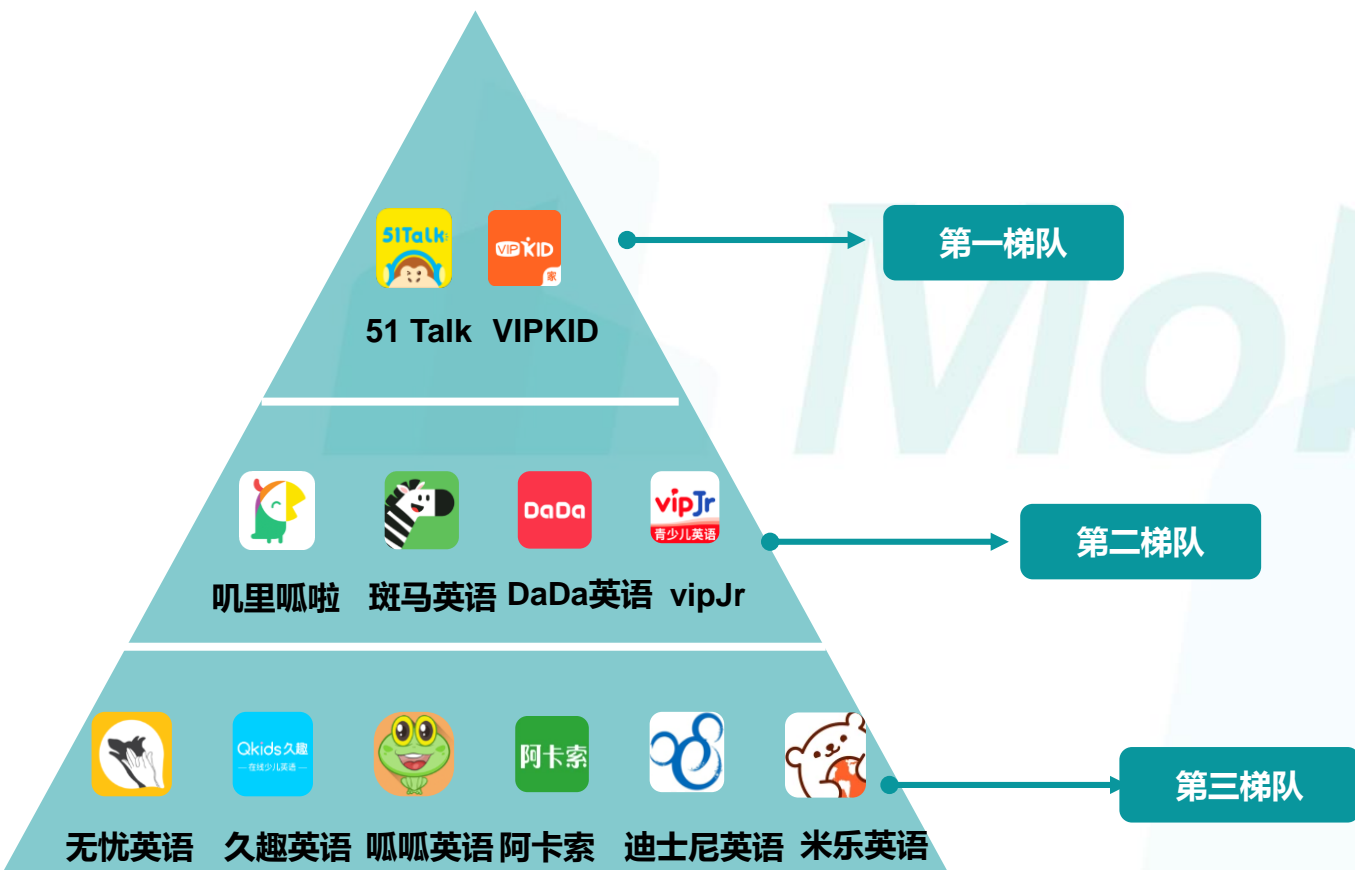 51Talk
VIPKID
家
第一梯队
51 Talk VIPKID
DaDa
vipJr
青少儿英语
第二梯队
叽里呱啦 斑马英语 DaDa英语 vipJr
Qkids久趣
在线少儿英语
阿卡索
第三梯队
无忧英语 久趣英语 呱呱英语 阿卡索 迪士尼英语 米乐英语